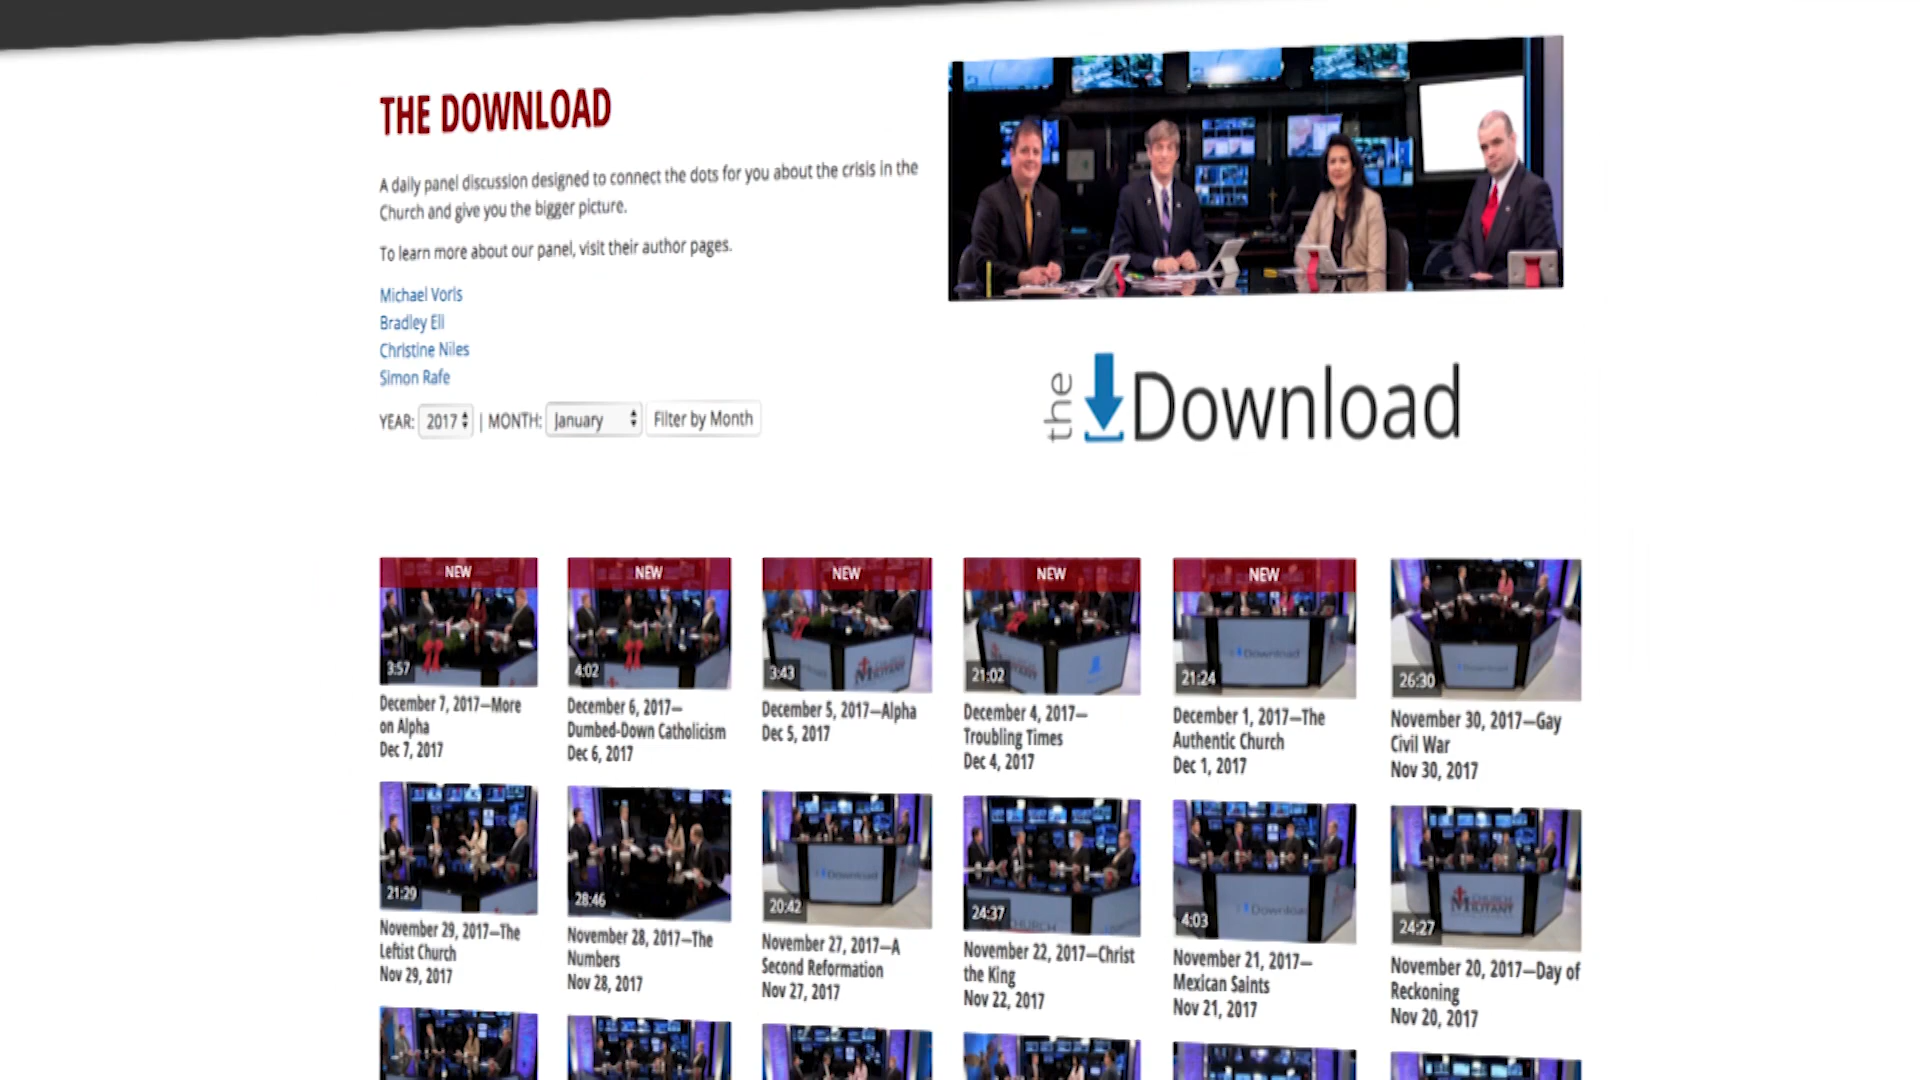 THE DOWNLOAD
A daily panel discussion designed to connect the dots for you about the crisis in the
Church and give you the bigger picture.
To learn more about our panel, visit their author pages.
Michael Voris
Bradley Eli
Christine Niles
Simon Rafe
YEAR: 2017 | MONTH: January Filter by Month
the Download
NEW
3:57
December 7, 2017—More
on Alpha
Dec 7, 2017
NEW
4:02
December 6, 2017—
Dumbed-Down Catholicism
Dec 6, 2017
NEW
3:43
December 5, 2017—Alpha
Dec 5, 2017
NEW
21:02
December 4, 2017—
Troubling Times
Dec 4, 2017
NEW
Download
21:24
December 1, 2017—The
Authentic Church
Dec 1, 2017
Download
26:30
November 30, 2017—Gay
Civil War
Nov 30, 2017
21:29
November 29, 2017—The
Leftist Church
Nov 29, 2017
28:46
November 28, 2017—The
Numbers
Nov 28, 2017
Download
20:42
November 27, 2017—A
Second Reformation
Nov 27, 2017
CHURCH
24:37
November 22, 2017—Christ
the King
Nov 22, 2017
Download
4:03
November 21, 2017—
Mexican Saints
Nov 21, 2017
CHURCH
MILITANT
24:27
November 20, 2017—Day of
Reckoning
Nov 20, 2017